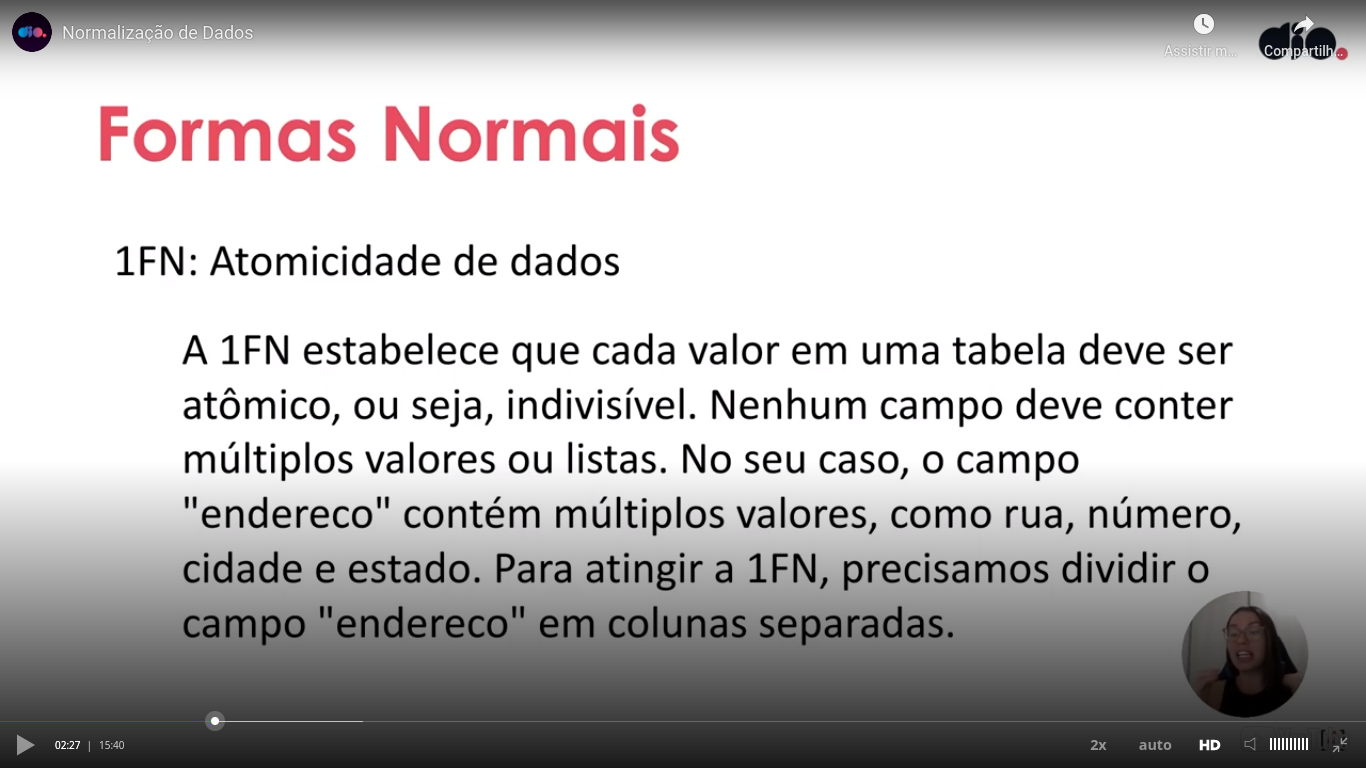 Normalização de Dados
Assistir m...
Compartilh...
dio.
Formas Normais
1FN: Atomicidade de dados
A 1FN estabelece que cada valor em uma tabela deve ser
atômico, ou seja, indivisível. Nenhum campo deve conter
múltiplos valores ou listas. No seu caso, o campo
"endereco" contém múltiplos valores, como rua, número,
cidade e estado. Para atingir a 1FN, precisamos dividir o
campo "endereco" em colunas separadas.
02:27 | 15:40
2x auto HD